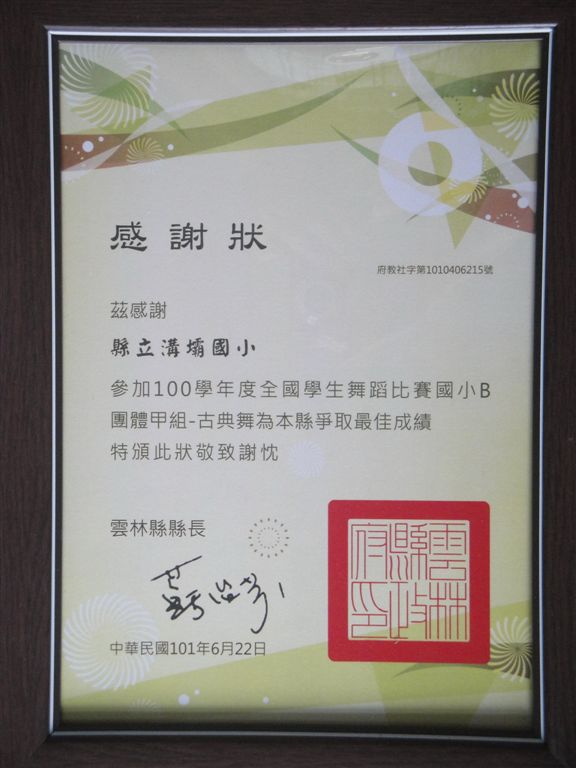 感謝狀
府教社字第1010406215號
茲感謝
縣立溝壩國小
參加100學年度全國學生舞蹈比賽國小B
團體甲組-古典舞為本縣爭取最佳成績
特頒此狀敬致謝忱
雲林縣縣長
蘇治芬
中華民國101年6月22日
雲林縣政府印